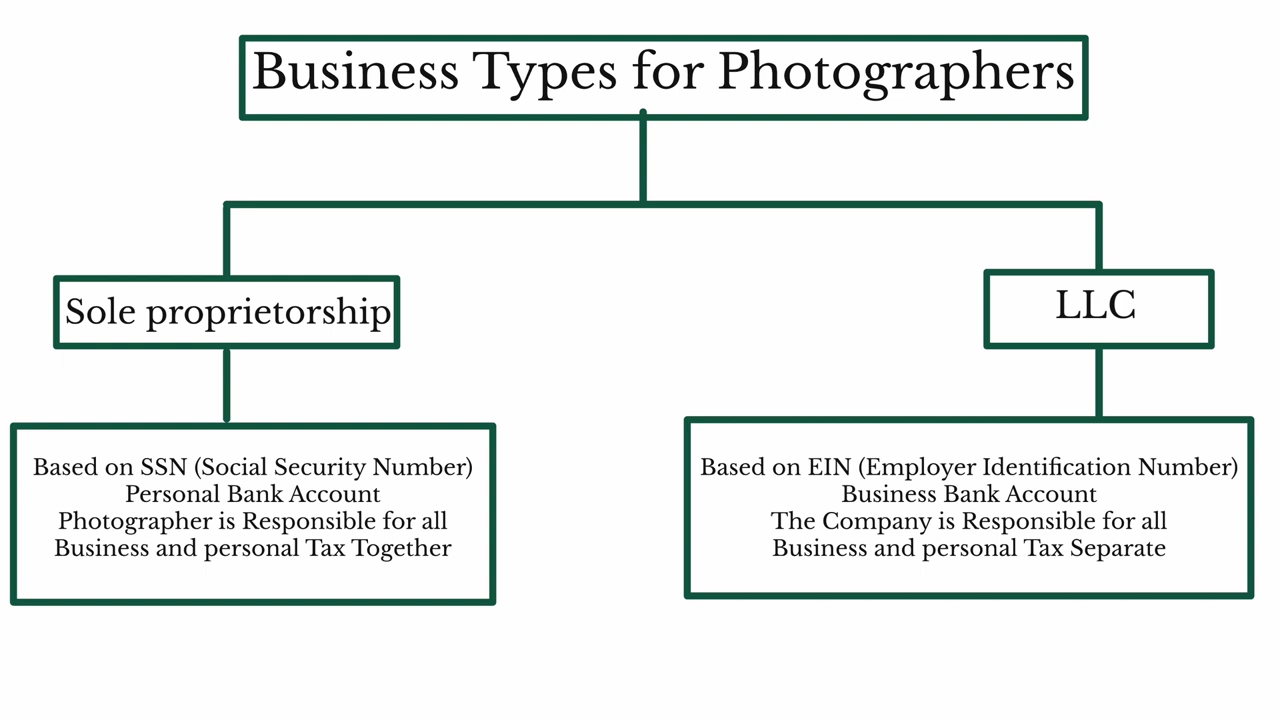 Business Types for Photographers
Sole proprietorship
LLC
Based on SSN (Social Security Number)
Personal Bank Account
Photographer is Responsible for all
Business and personal Tax Together
Based on EIN (Employer Identification Number)
Business Bank Account
The Company is Responsible for all
Business and personal Tax Separate